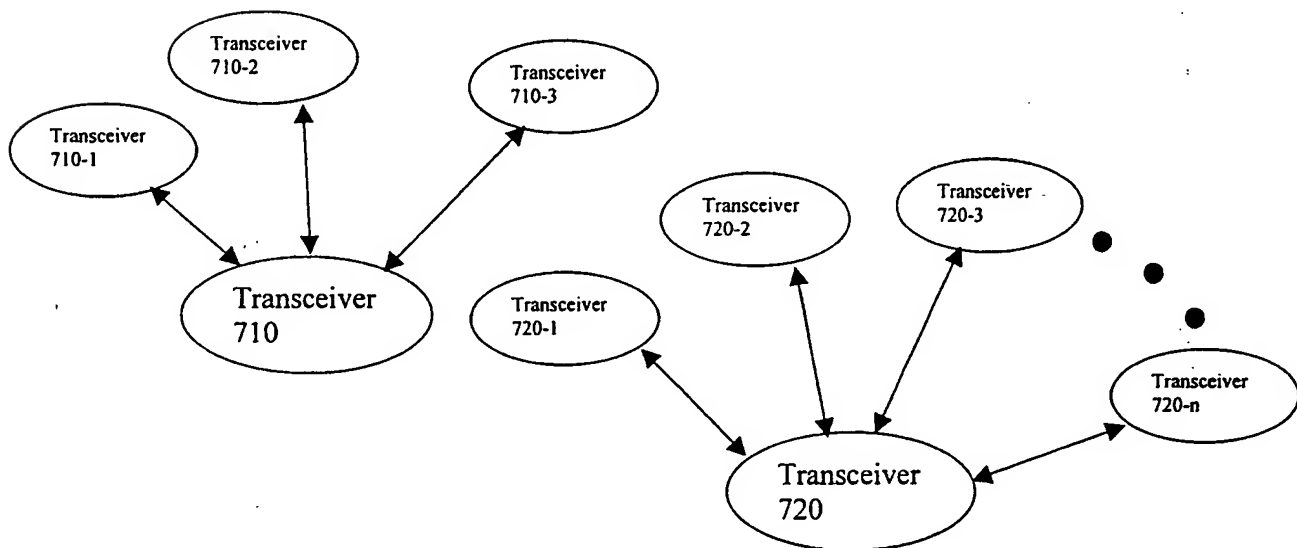 Transceiver
710-1
Transceiver
710-2
Transceiver
710-3
Transceiver
710
Transceiver
720-1
Transceiver
720-2
Transceiver
720-3
Transceiver
720-n
Transceiver
720